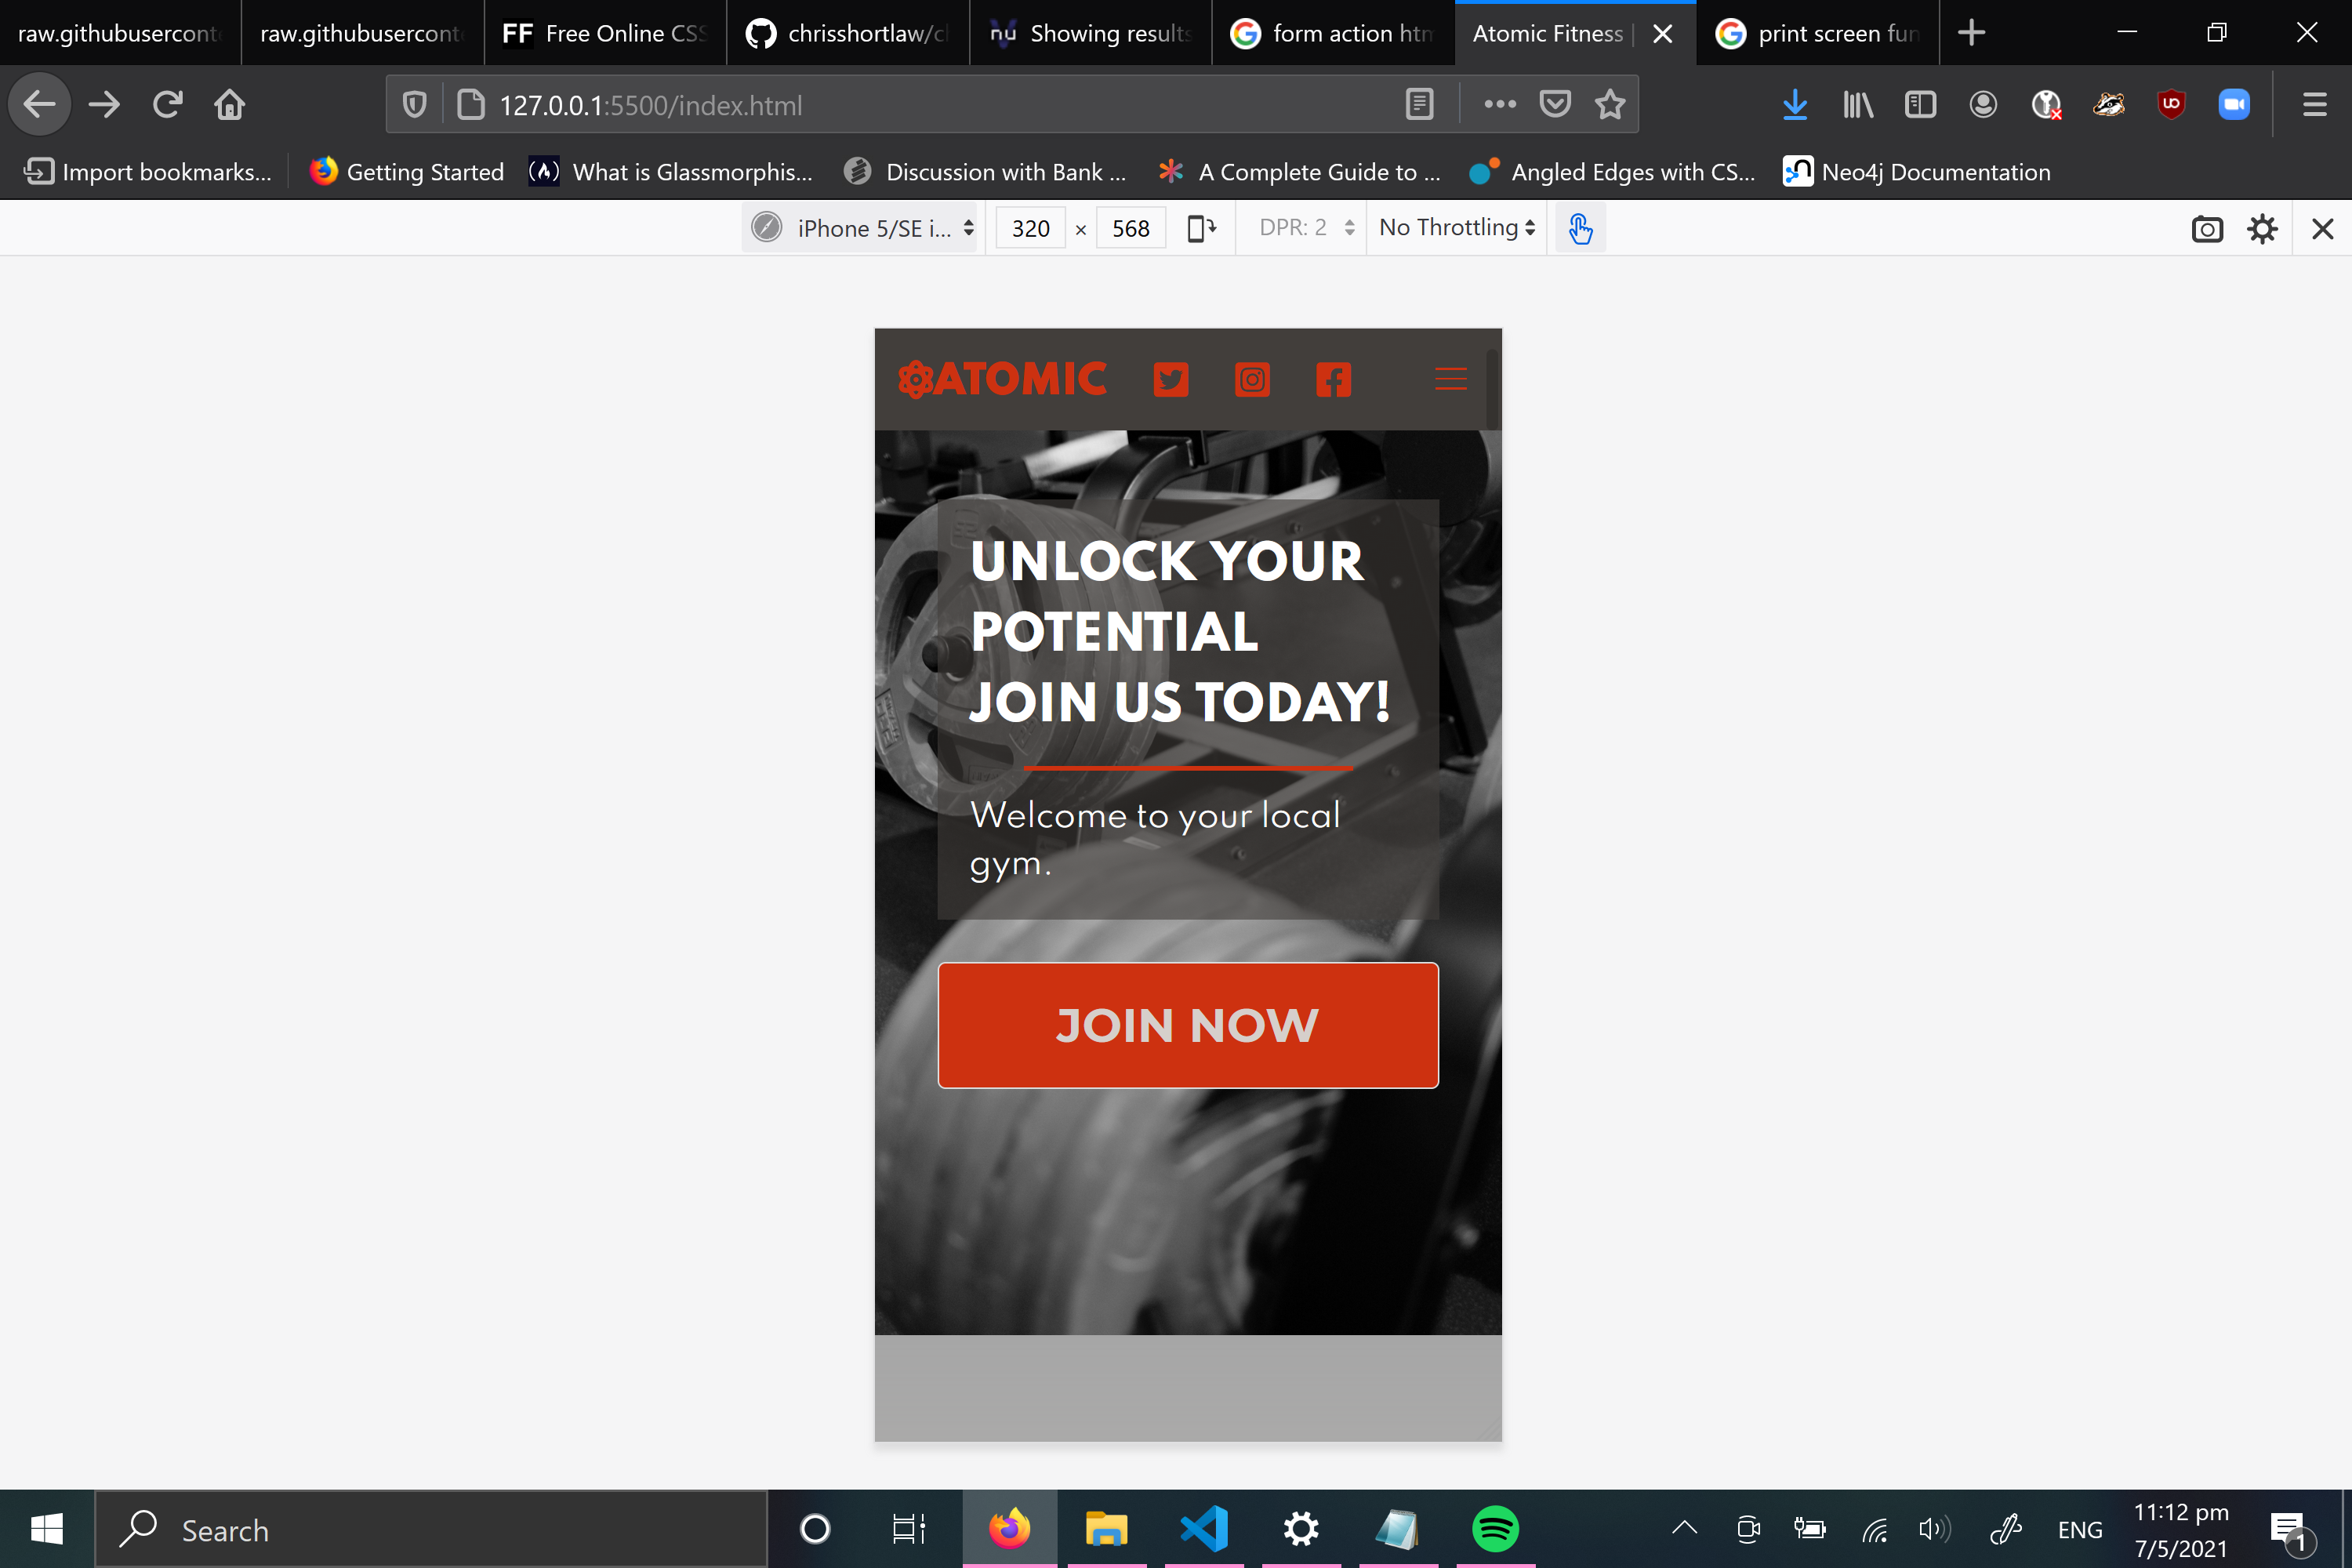 raw.githubuserconte
raw.githubuserconte
FF Free Online CSS
chrisshortlaw/cl
nu Showing results
form action htm
Atomic Fitness |
print screen fun
127.0.0.1:5500/index.html
Import bookmarks...
Getting Started
What is Glassmorphis...
Discussion with Bank ...
A Complete Guide to ...
Angled Edges with CS...
Neo4j Documentation
iPhone 5/SE i...
320 × 568
DPR: 2
No Throttling
ATOMIC
UNLOCK YOUR
POTENTIAL
JOIN US TODAY!
Welcome to your local
gym.
JOIN NOW
Search
ENG
11:12 pm
7/5/2021
1